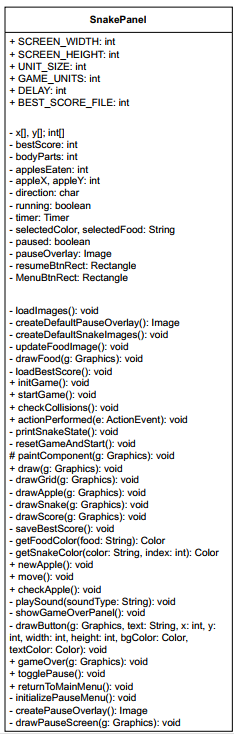 SnakePanel
+ SCREEN_WIDTH: int
+ SCREEN_HEIGHT: int
+ UNIT_SIZE: int
+ GAME_UNITS: int
+ DELAY: int
+ BEST_SCORE_FILE: int
- x[], y[]; int[]
- bestScore: int
- bodyParts: int
- applesEaten: int
- appleX, appleY: int
- direction: char
- running: boolean
- timer: Timer
- selectedColor, selectedFood: String
- paused: boolean
- pauseOverlay: Image
- resumeBtnRect: Rectangle
- MenuBtnRect: Rectangle
- loadImages(): void
- createDefaultPauseOverlay(): Image
- createDefaultSnakeImages(): void
- updateFoodImage(): void
- drawFood(g: Graphics): void
- loadBestScore(): void
+ initGame(): void
+ startGame(): void
+ checkCollisions(): void
+ actionPerformed(e: ActionEvent): void
- printSnakeState(): void
- resetGameAndStart(): void
# paintComponent(g: Graphics): void
+ draw(g: Graphics): void
- drawGrid(g: Graphics): void
- drawApple(g: Graphics): void
- drawSnake(g: Graphics): void
- drawScore(g: Graphics): void
- saveBestScore(): void
- getFoodColor(food: String): Color
- getSnakeColor(color: String, index: int): Color
+ newApple(): void
+ move(): void
+ checkApple(): void
- playSound(soundType: String): void
- showGameOverPanel(): void
- drawButton(g: Graphics, text: String, x: int, y:
int, width: int, height: int, bgColor: Color,
textColor: Color): void
+ gameOver(g: Graphics): void
+ togglePause(): void
+ returnToMainMenu(): void
- initializePauseMenu(): void
- createPauseOverlay(): Image
- drawPauseScreen(g: Graphics): void